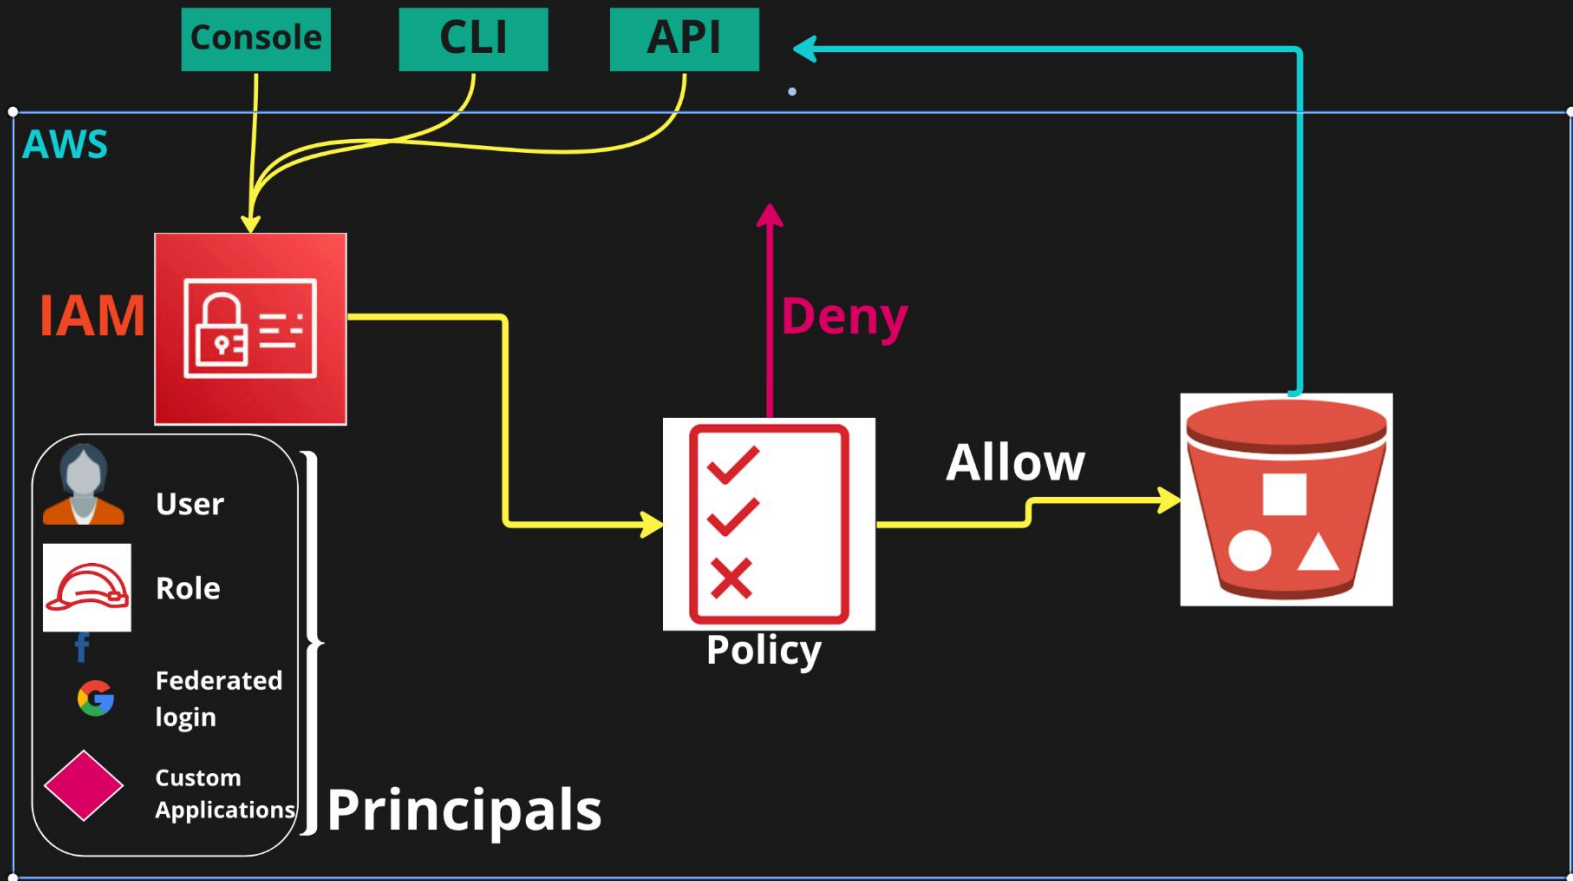 Console
CLI
API
AWS
IAM
Deny
Allow
User
Role
Policy
Federated
login
Custom
Applications
Principals